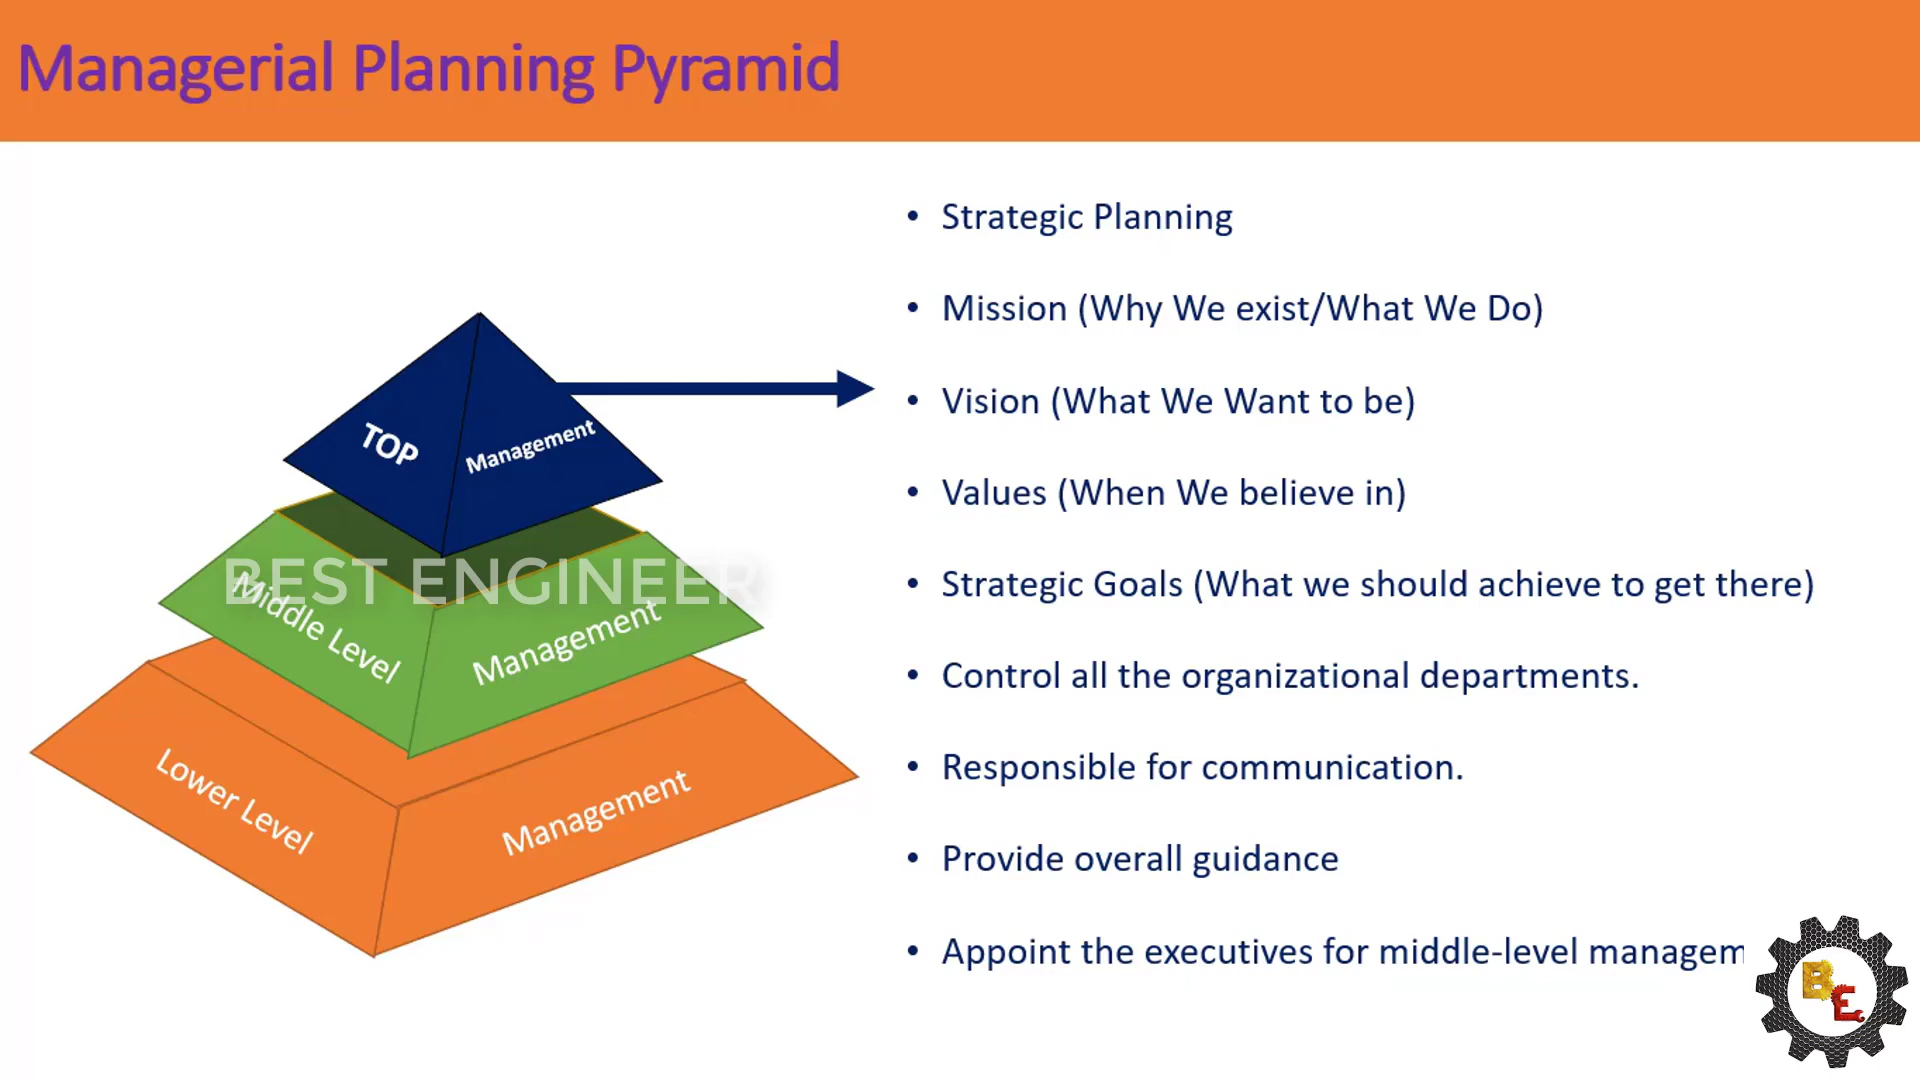 Managerial Planning Pyramid
• Strategic Planning
• Mission (Why We exist/What We Do)
• Vision (What We Want to be)
• Values (When We believe in)
• Strategic Goals (What we should achieve to get there)
• Control all the organizational departments.
• Responsible for communication.
• Provide overall guidance
• Appoint the executives for middle-level managem
TOP Management
BEST ENGINEER
Middle Level Management
Lower Level Management
BE